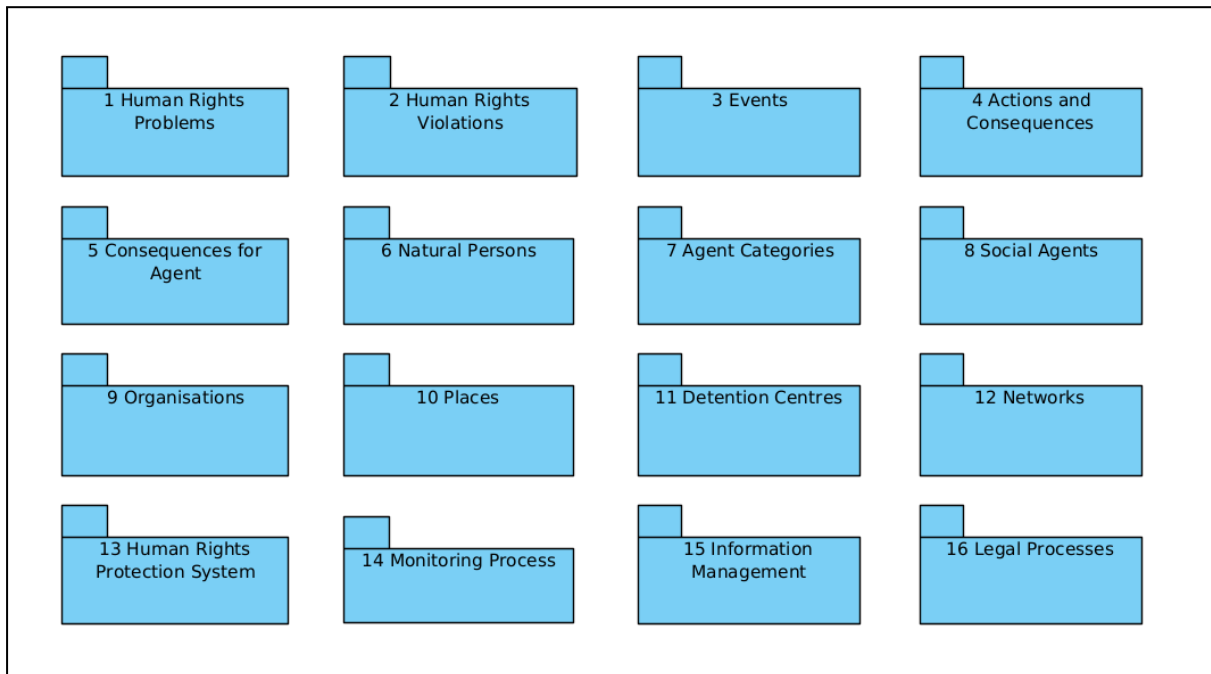 1 Human Rights
Problems
2 Human Rights
Violations
3 Events
4 Actions and
Consequences
5 Consequences for
Agent
6 Natural Persons
7 Agent Categories
8 Social Agents
9 Organisations
10 Places
11 Detention Centres
12 Networks
13 Human Rights
Protection System
14 Monitoring Process
15 Information
Management
16 Legal Processes